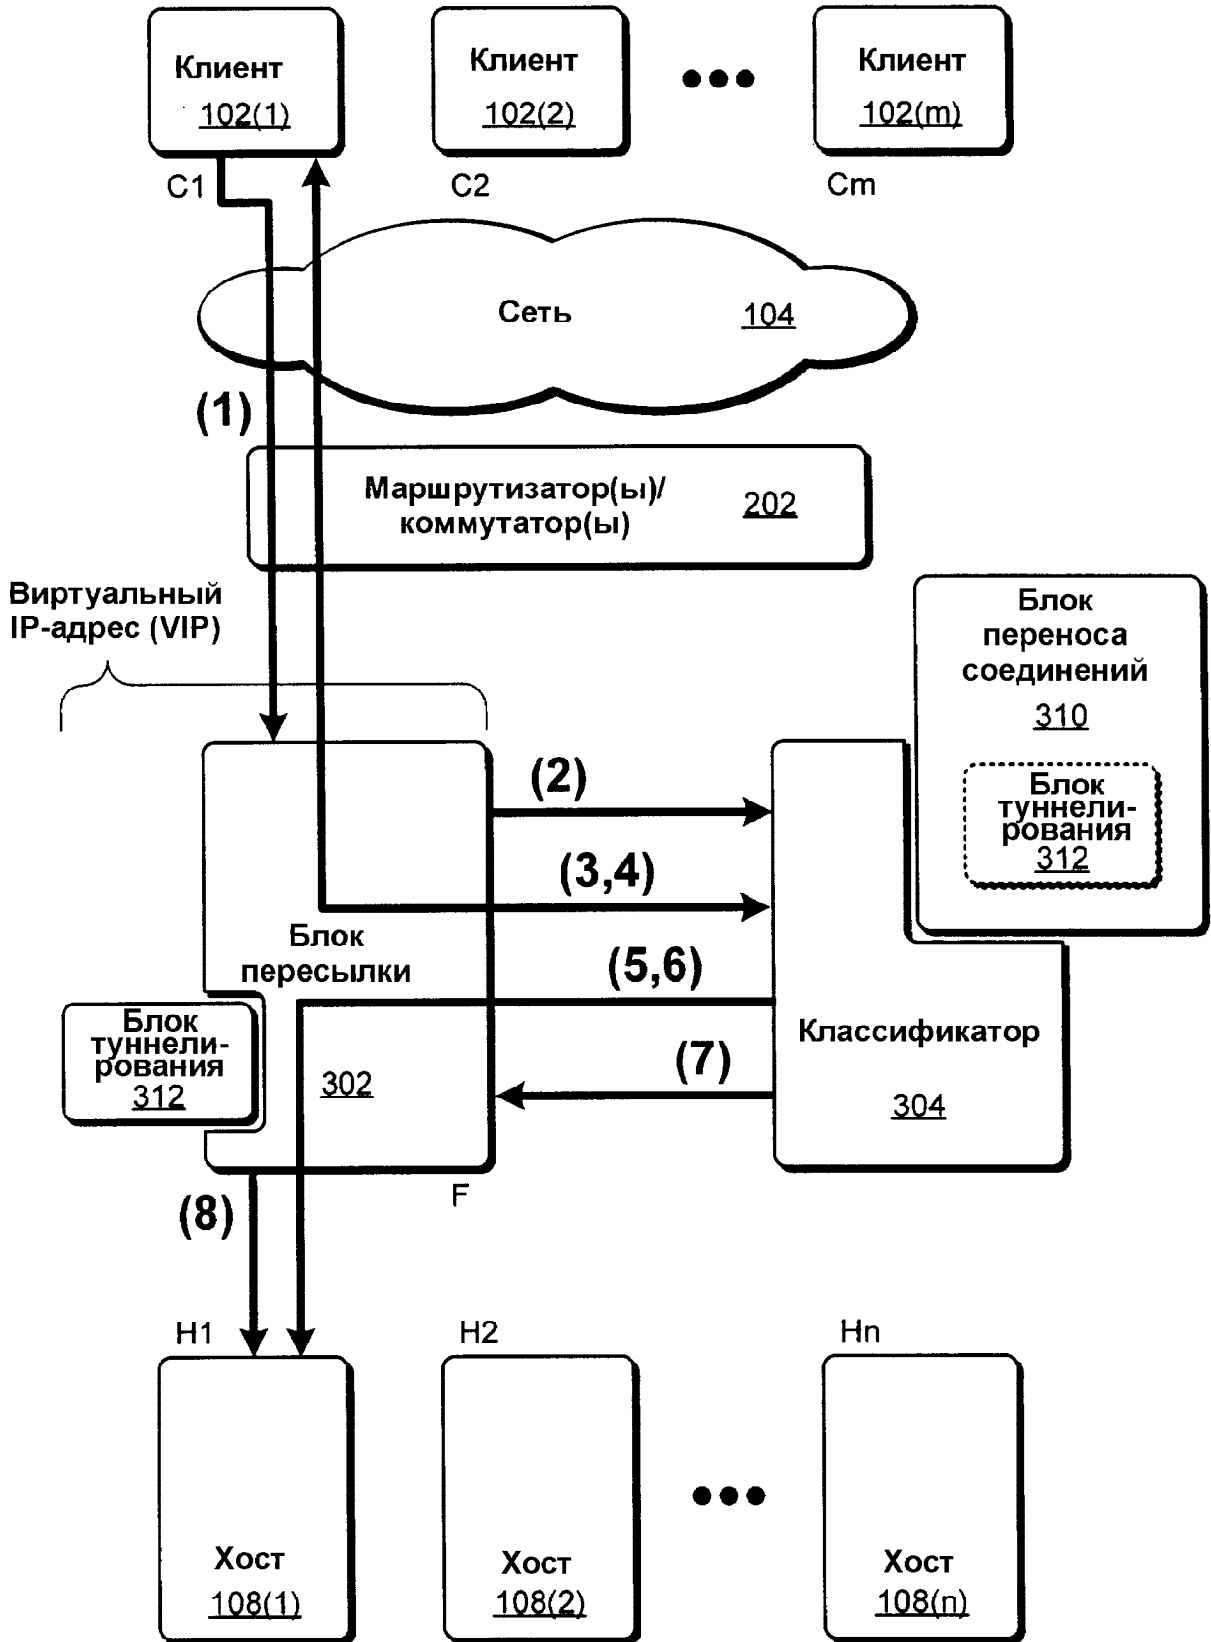 Клиент
102(1)
Клиент
102(2)
Клиент
102(m)
C1
C2
Cm
Сеть
104
(1)
Маршрутизатор(ы)/
коммутатор(ы)
202
Виртуальный
IP-адрес (VIP)
Блок
переноса
соединений
310
Блок
туннели-
рования
312
(2)
(3,4)
Блок
пересылки
302
(5,6)
Блок
туннели-
рования
312
Классификатор
304
(7)
F
(8)
H1
H2
Hn
Хост
108(1)
Хост
108(2)
Хост
108(n)